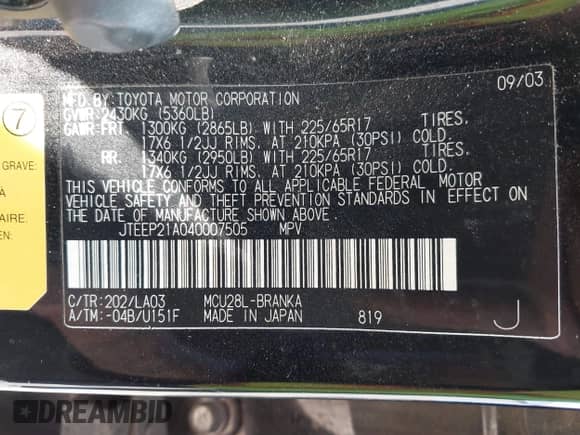 09/03
MFD. BY: TOYOTA MOTOR CORPORATION
GVWR: 2430KG (5360LB)
GAWR: FRT. 1300KG (2865LB) WITH 225/65R17 TIRES,
17X6 1/2JJ RIMS, AT 210KPA (30PSI) COLD.
RR. 1340KG (2950LB) WITH 225/65R17 TIRES,
17X6 1/2JJ RIMS, AT 210KPA (30PSI) COLD.
THIS VEHICLE CONFORMS TO ALL APPLICABLE FEDERAL MOTOR
VEHICLE SAFETY AND THEFT PREVENTION STANDARDS IN EFFECT ON
THE DATE OF MANUFACTURE SHOWN ABOVE.
JTEEP21A040007505 MPV
C/TR: 202/LA03 MCU28L-BRANKA
A/TM: -04B/U151F MADE IN JAPAN 819 J
7
GRAVE:
À
AIRE.
EN:
DREAMBID